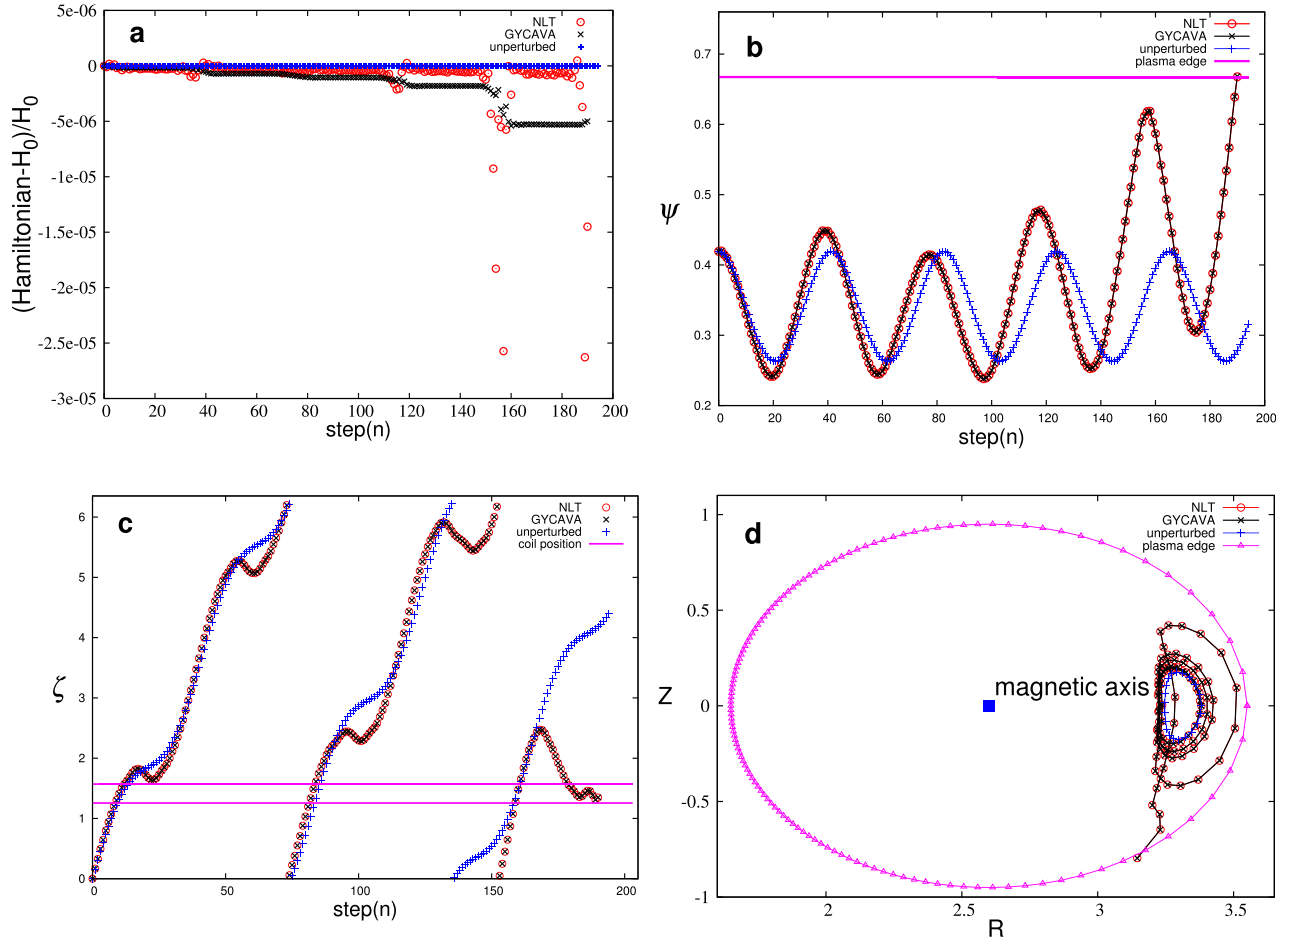 a
NLT
GYCAVA
unperturbed
5e-06
0
-5e-06
-1e-05
-1.5e-05
-2e-05
-2.5e-05
-3e-05
(Hamiltonian-H0)/H0
0 20 40 60 80 100 120 140 160 180 200
step(n)
b
NLT
GYCAVA
unperturbed
plasma edge
0.7
0.6
0.5
0.4
0.3
0.2
ψ
0 20 40 60 80 100 120 140 160 180 200
step(n)
c
NLT
GYCAVA
unperturbed
coil position
6
5
4
3
2
1
0
ζ
0 50 100 150 200
step(n)
d
NLT
GYCAVA
unperturbed
plasma edge
1
0.5
0
-0.5
-1
Z
magnetic axis
2 2.5 3 3.5
R